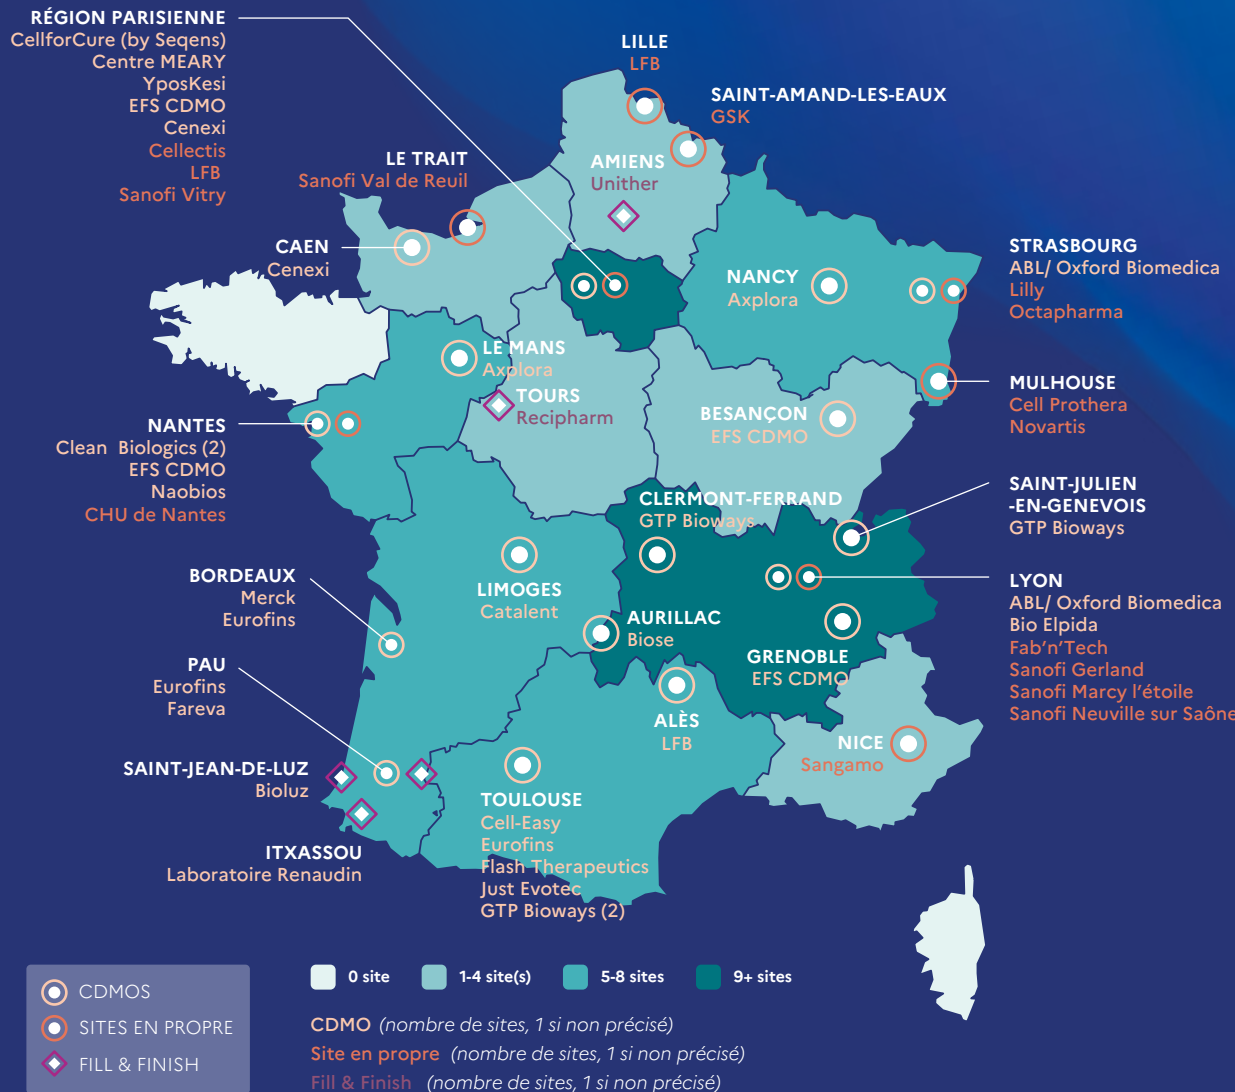 RÉGION PARISIENNE
CellforCure (by Seqens)
Centre MEARY
YposKesi
EFS CDMO
Cenexi
Cellectis
LFB
Sanofi Vitry
LILLE
LFB
SAINT-AMAND-LES-EAUX
GSK
AMIENS
Unither
LE TRAIT
Sanofi Val de Reuil
CAEN
Cenexi
NANCY
Axplora
STRASBOURG
ABL/ Oxford Biomedica
Lilly
Octapharma
LE MANS
Axplora
TOURS
Recipharm
MULHOUSE
Cell Prothera
Novartis
BESANÇON
EFS CDMO
NANTES
Clean Biologics (2)
EFS CDMO
Naobios
CHU de Nantes
CLERMONT-FERRAND
GTP Bioways
SAINT-JULIEN
-EN-GENEVOIS
GTP Bioways
BORDEAUX
Merck
Eurofins
LIMOGES
Catalent
AURILLAC
Biose
LYON
ABL/ Oxford Biomedica
Bio Elpida
Fab'n'Tech
Sanofi Gerland
Sanofi Marcy l'étoile
Sanofi Neuville sur Saône
GRENOBLE
EFS CDMO
PAU
Eurofins
Fareva
ALÈS
LFB
NICE
Sangamo
SAINT-JEAN-DE-LUZ
Bioluz
TOULOUSE
Cell-Easy
Eurofins
Flash Therapeutics
Just Evotec
GTP Bioways (2)
ITXASSOU
Laboratoire Renaudin
CDMOS
SITES EN PROPRE
FILL & FINISH
0 site
1-4 site(s)
5-8 sites
9+ sites
CDMO (nombre de sites, 1 si non précisé)
Site en propre (nombre de sites, 1 si non précisé)
Fill & Finish (nombre de sites, 1 si non précisé)